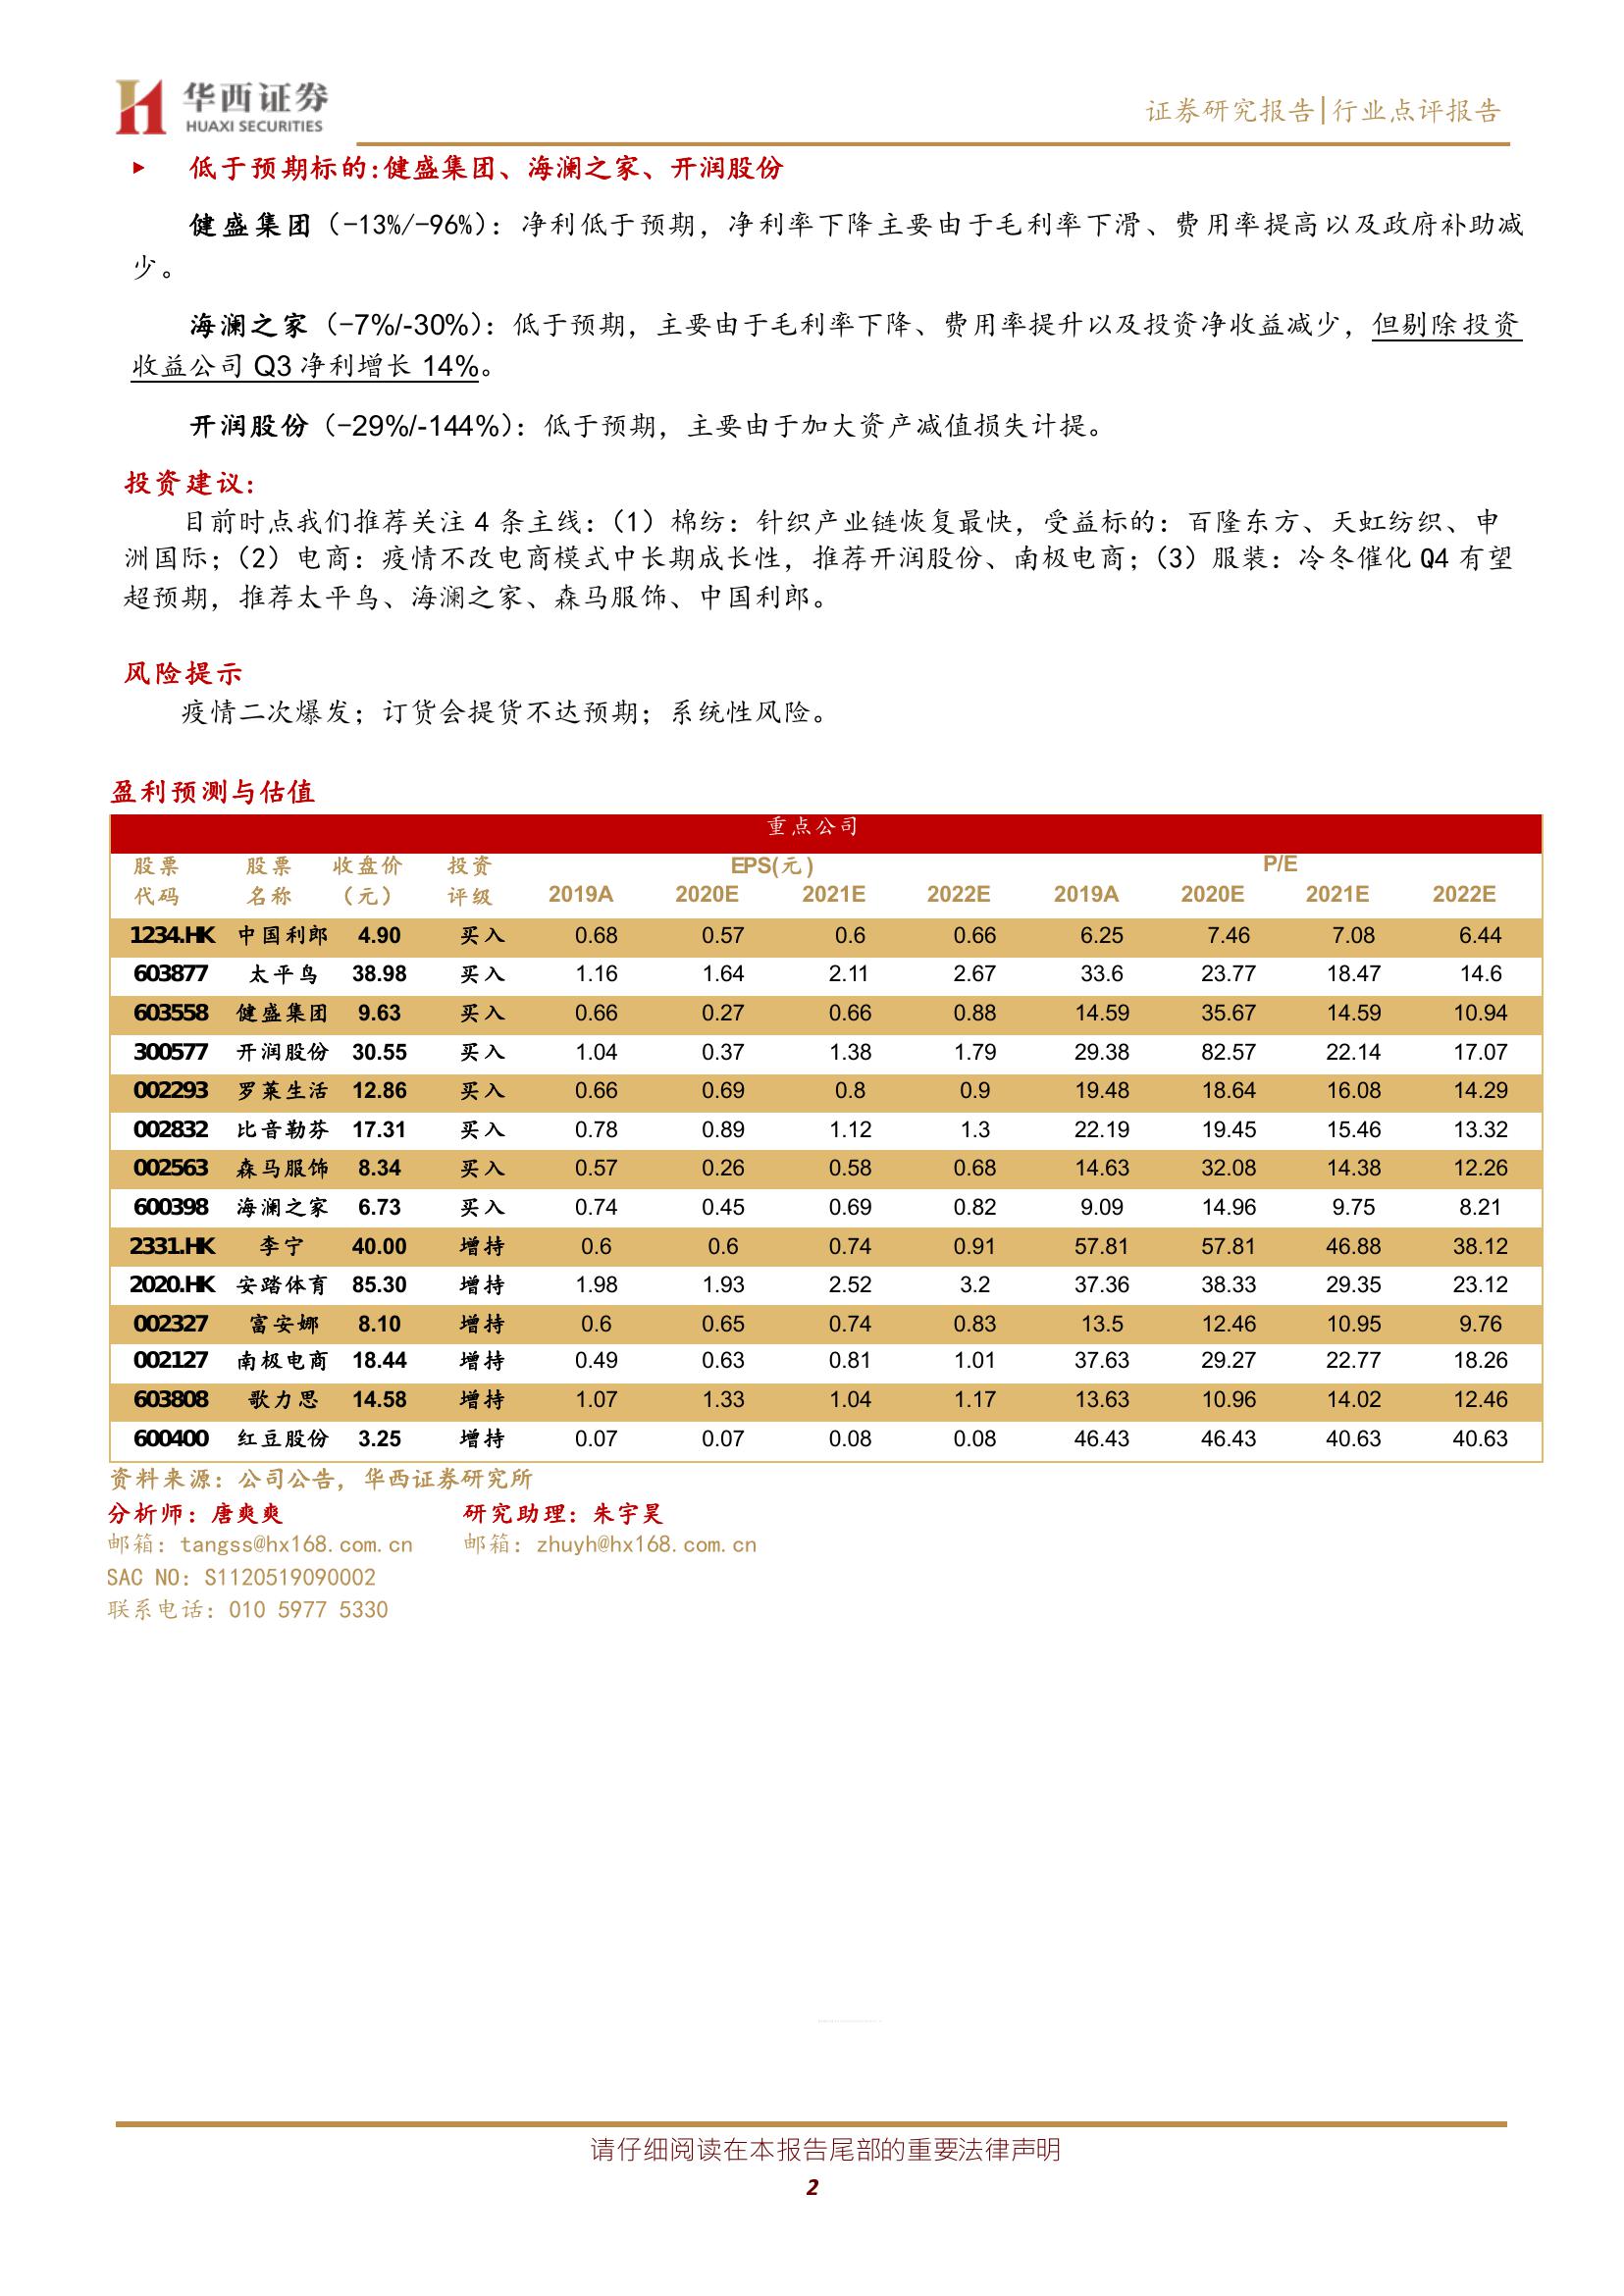 华西证券
HUAXI SECURITIES
证券研究报告|行业点评报告
▶ 低于预期标的:健盛集团、海澜之家、开润股份
健盛集团（-13%/-96%）：净利低于预期，净利率下降主要由于毛利率下滑、费用率提高以及政府补助减
少。
海澜之家（-7%/-30%）：低于预期，主要由于毛利率下降、费用率提升以及投资净收益减少，但剔除投资
收益公司 Q3 净利增长 14%。
开润股份（-29%/-144%）：低于预期，主要由于加大资产减值损失计提。
投资建议：
目前时点我们推荐关注 4 条主线：（1）棉纺：针织产业链恢复最快，受益标的：百隆东方、天虹纺织、申
洲国际；（2）电商：疫情不改电商模式中长期成长性，推荐开润股份、南极电商；（3）服装：冷冬催化 Q4 有望
超预期，推荐太平鸟、海澜之家、森马服饰、中国利郎。
风险提示
疫情二次爆发；订货会提货不达预期；系统性风险。
盈利预测与估值
重点公司
股票 股票 收盘价 投资 EPS(元) P/E
代码 名称 （元） 评级 2019A 2020E 2021E 2022E 2019A 2020E 2021E 2022E
1234.HK 中国利郎 4.90 买入 0.68 0.57 0.6 0.66 6.25 7.46 7.08 6.44
603877 太平鸟 38.98 买入 1.16 1.64 2.11 2.67 33.6 23.77 18.47 14.6
603558 健盛集团 9.63 买入 0.66 0.27 0.66 0.88 14.59 35.67 14.59 10.94
300577 开润股份 30.55 买入 1.04 0.37 1.38 1.79 29.38 82.57 22.14 17.07
002293 罗莱生活 12.86 买入 0.66 0.69 0.8 0.9 19.48 18.64 16.08 14.29
002832 比音勒芬 17.31 买入 0.78 0.89 1.12 1.3 22.19 19.45 15.46 13.32
002563 森马服饰 8.34 买入 0.57 0.26 0.58 0.68 14.63 32.08 14.38 12.26
600398 海澜之家 6.73 买入 0.74 0.45 0.69 0.82 9.09 14.96 9.75 8.21
2331.HK 李宁 40.00 增持 0.6 0.6 0.74 0.91 57.81 57.81 46.88 38.12
2020.HK 安踏体育 85.30 增持 1.98 1.93 2.52 3.2 37.36 38.33 29.35 23.12
002327 富安娜 8.10 增持 0.6 0.65 0.74 0.83 13.5 12.46 10.95 9.76
002127 南极电商 18.44 增持 0.49 0.63 0.81 1.01 37.63 29.27 22.77 18.26
603808 歌力思 14.58 增持 1.07 1.33 1.04 1.17 13.63 10.96 14.02 12.46
600400 红豆股份 3.25 增持 0.07 0.07 0.08 0.08 46.43 46.43 40.63 40.63
资料来源：公司公告，华西证券研究所
分析师：唐爽爽 研究助理：朱宇昊
邮箱：tangss@hx168.com.cn 邮箱：zhuyh@hx168.com.cn
SAC NO：S1120519090002
联系电话：010 5977 5330
请仔细阅读在本报告尾部的重要法律声明
2